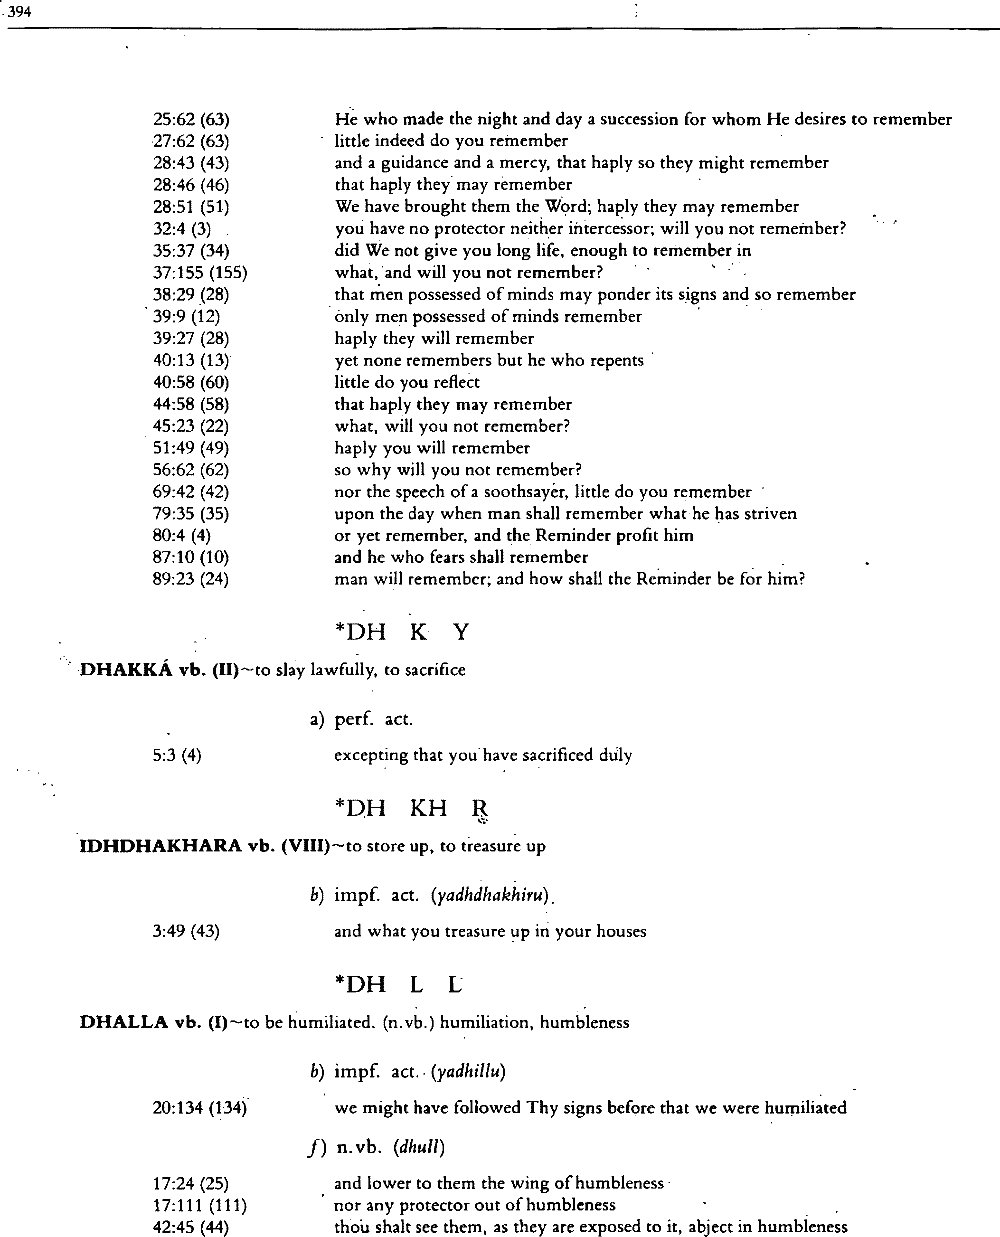 394
25:62 (63) He who made the night and day a succession for whom He desires to remember
27:62 (63) little indeed do you remember
28:43 (43) and a guidance and a mercy, that haply so they might remember
28:46 (46) that haply they may remember
28:51 (51) We have brought them the Word; haply they may remember
32:4 (3) you have no protector neither intercessor; will you not remember?
35:37 (34) did We not give you long life, enough to remember in
37:155 (155) what, and will you not remember?
38:29 (28) that men possessed of minds may ponder its signs and so remember
39:9 (12) only men possessed of minds remember
39:27 (28) haply they will remember
40:13 (13) yet none remembers but he who repents
40:58 (60) little do you reflect
44:58 (58) that haply they may remember
45:23 (22) what, will you not remember?
51:49 (49) haply you will remember
56:62 (62) so why will you not remember?
69:42 (42) nor the speech of a soothsayer, little do you remember
79:35 (35) upon the day when man shall remember what he has striven
80:4 (4) or yet remember, and the Reminder profit him
87:10 (10) and he who fears shall remember
89:23 (24) man will remember; and how shall the Reminder be for him?
*DH K Y
DHAKKÁ vb. (II)~to slay lawfully, to sacrifice
a) perf. act.
5:3 (4) excepting that you have sacrificed duly
*DH KH R
IDHDHAKHARA vb. (VIII)~to store up, to treasure up
b) impf. act. (yadhdhakhiru)
3:49 (43) and what you treasure up in your houses
*DH L L
DHALLA vb. (I)~to be humiliated. (n.vb.) humiliation, humbleness
b) impf. act. (yadhillu)
20:134 (134) we might have followed Thy signs before that we were humiliated
f) n.vb. (dhull)
17:24 (25) and lower to them the wing of humbleness
17:111 (111) nor any protector out of humbleness
42:45 (44) thou shalt see them, as they are exposed to it, abject in humbleness